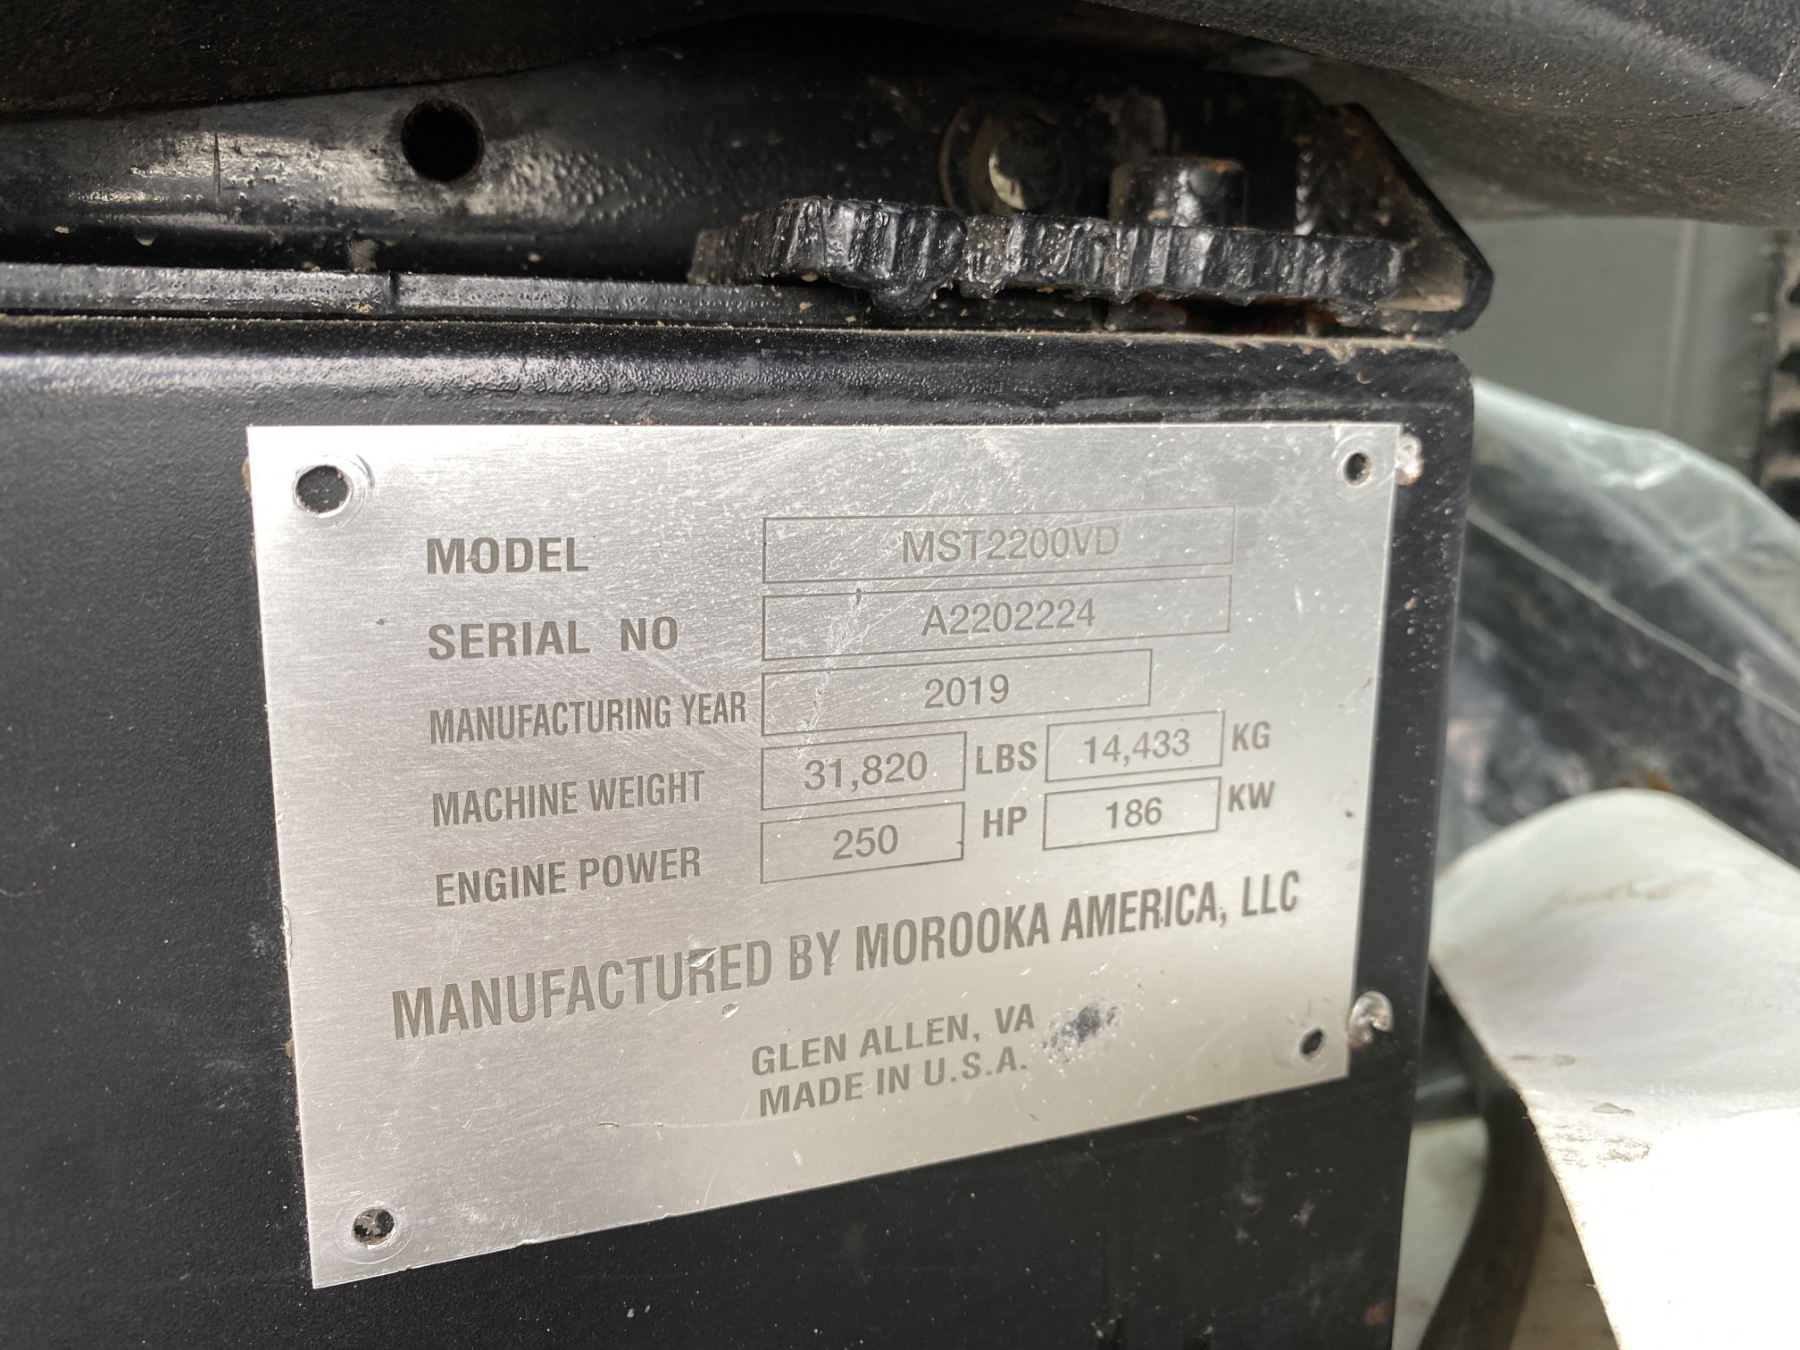 MODEL MST2200VD
SERIAL NO A2202224
MANUFACTURING YEAR 2019
MACHINE WEIGHT 31,820 LBS 14,433 KG
ENGINE POWER 250 HP 186 KW
MANUFACTURED BY MOROOKA AMERICA, LLC
GLEN ALLEN, VA
MADE IN U.S.A.